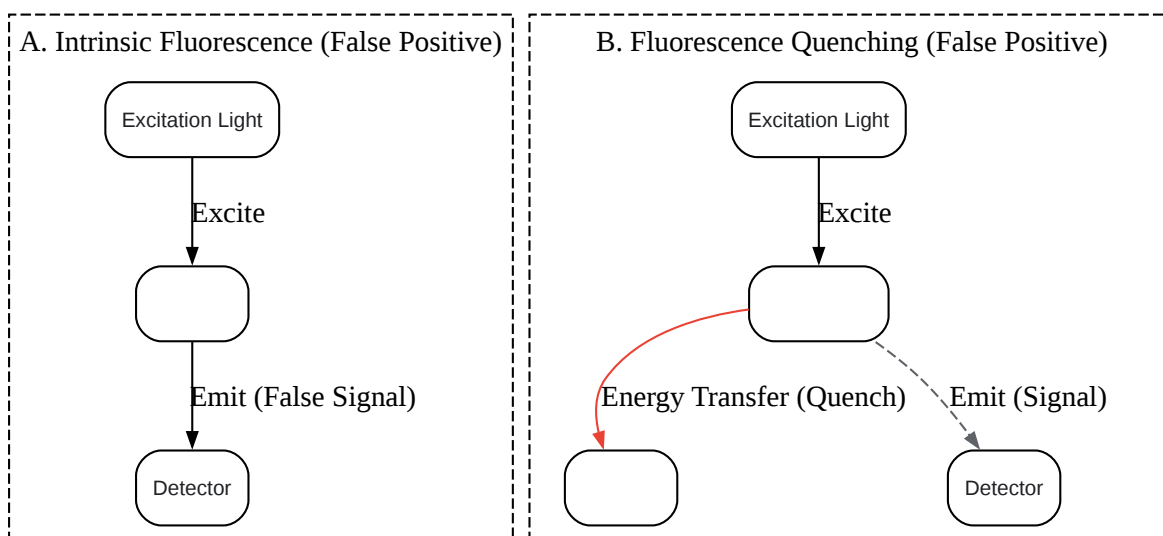 A. Intrinsic Fluorescence (False Positive)
Excitation Light
Excite
Emit (False Signal)
Detector
B. Fluorescence Quenching (False Positive)
Excitation Light
Excite
Energy Transfer (Quench)
Emit (Signal)
Detector